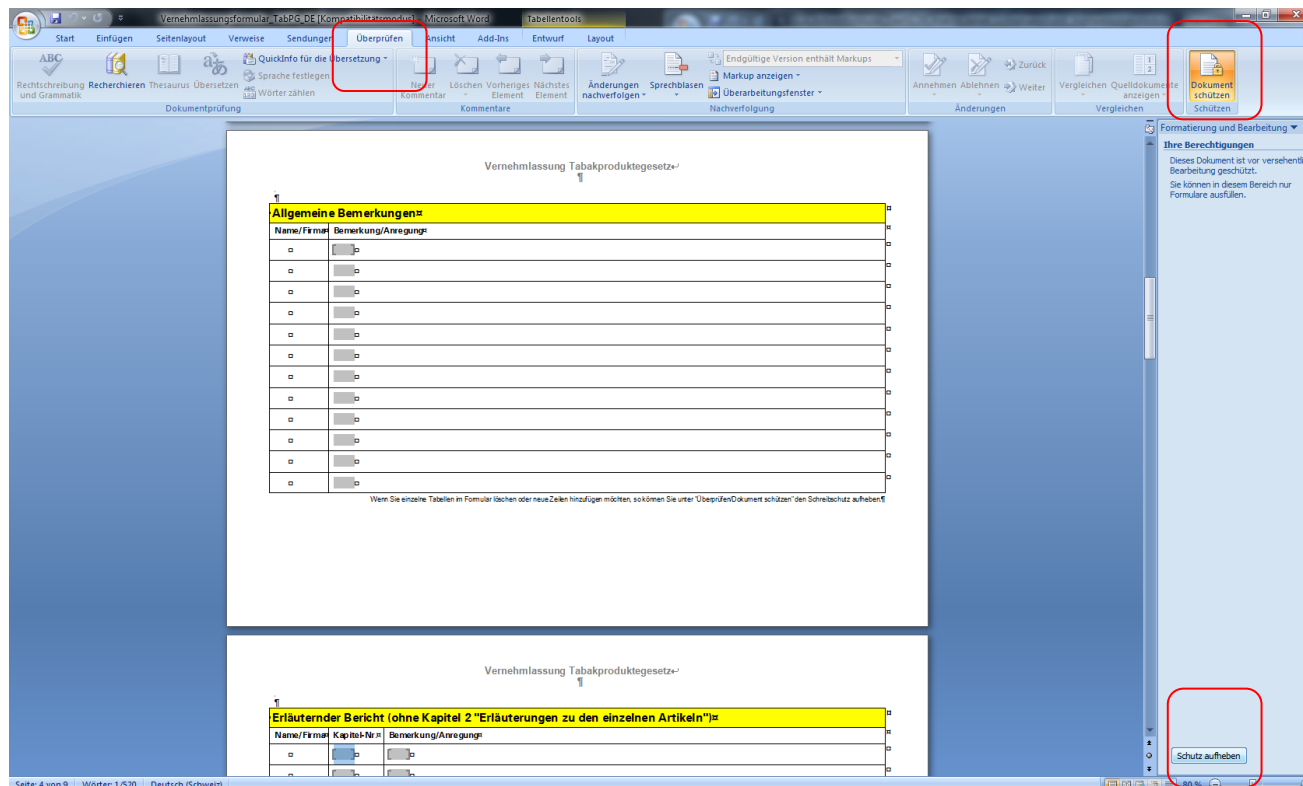 Vernehmlassungsformular_TabPG_DE [Kompatibilitätsmodus] - Microsoft Word Tabellentools
Start Einfügen Seitenlayout Verweise Sendungen Überprüfen Ansicht Add-Ins Entwurf Layout
ABC
Rechtschreibung und Grammatik
Recherchieren
Thesaurus
Übersetzen
QuickInfo für die Übersetzung
Sprache festlegen
Wörter zählen
Dokumentprüfung
Neuer Kommentar
Löschen
Vorheriges Element
Nächstes Element
Kommentare
Änderungen nachverfolgen
Sprechblasen
Endgültige Version enthält Markups
Markup anzeigen
Überarbeitungsfenster
Nachverfolgung
Annehmen
Ablehnen
Zurück
Weiter
Änderungen
Vergleichen
Quelldokumente anzeigen
Vergleichen
Dokument schützen
Schützen
Formatierung und Bearbeitung
Ihre Berechtigungen
Dieses Dokument ist vor
Bearbeitung geschützt.
Sie können in diesem Bereich nur
Formulare ausfüllen.
Vernehmlassung Tabakproduktegesetz↵
¶
¶
Allgemeine Bemerkungen¤
Name/Firma¤ Bemerkung/Anregung¤
Wenn Sie einzelne Tabellen im Formular löschen oder neue Zeilen hinzufügen möchten, so können Sie unter "Überprüfen/Dokument schützen" den Schreibschutz aufheben¶
Vernehmlassung Tabakproduktegesetz↵
¶
¶
Erläuternder Bericht (ohne Kapitel 2 "Erläuterungen zu den einzelnen Artikeln")¤
Name/Firma¤ Kapitel-Nr.¤ Bemerkung/Anregung¤
Schutz aufheben
Seite: 4 von 9 Wörter: 1/520 Deutsch (Schweiz) 80 %